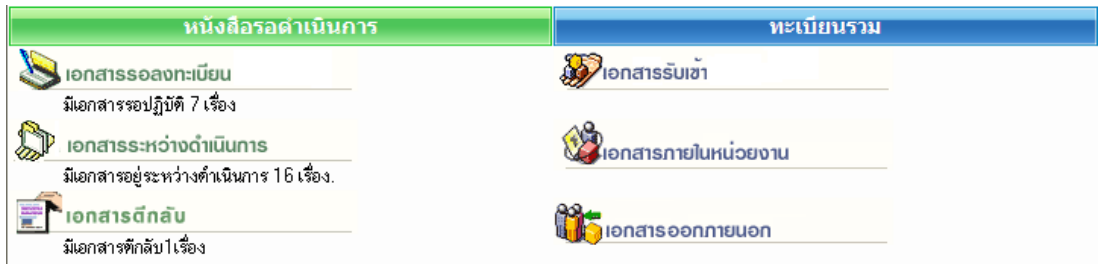 หนังสือรอดำเนินการ
เอกสารรอลงทะเบียน
มีเอกสารรอปฏิบัติ 7 เรื่อง
เอกสารระหว่างดำเนินการ
มีเอกสารอยู่ระหว่างดำเนินการ 16 เรื่อง.
เอกสารตีกลับ
มีเอกสารตีกลับ1เรื่อง
ทะเบียนรวม
เอกสารรับเข้า
เอกสารภายในหน่วยงาน
เอกสารออกภายนอก